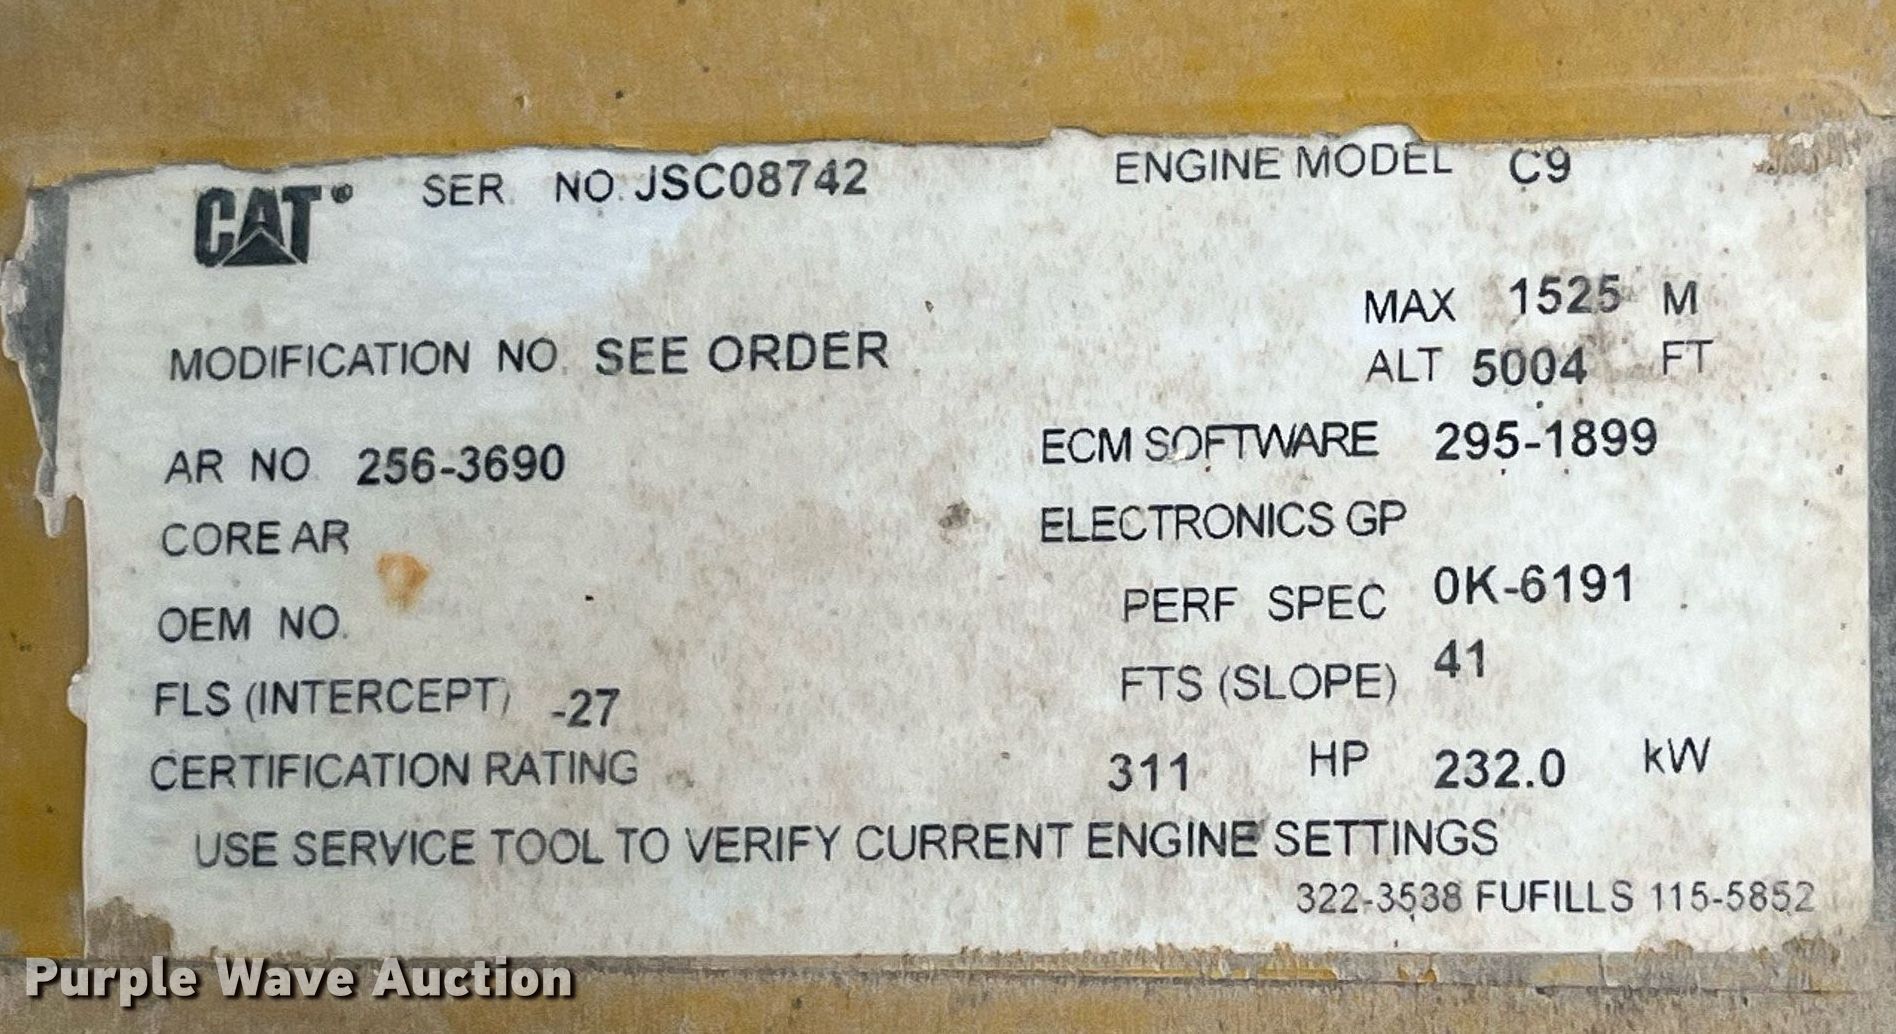 CAT® SER. NO. JSC08742 ENGINE MODEL C9
MAX 1525 M
MODIFICATION NO. SEE ORDER ALT 5004 FT
AR NO 256-3690 ECM SOFTWARE 295-1899
CORE AR ELECTRONICS GP
OEM NO. PERF SPEC 0K-6191
FLS (INTERCEPT) -27 FTS (SLOPE) 41
CERTIFICATION RATING 311 HP 232.0 kW
USE SERVICE TOOL TO VERIFY CURRENT ENGINE SETTINGS
322-3538 FUFILLS 115-5852
Purple Wave Auction